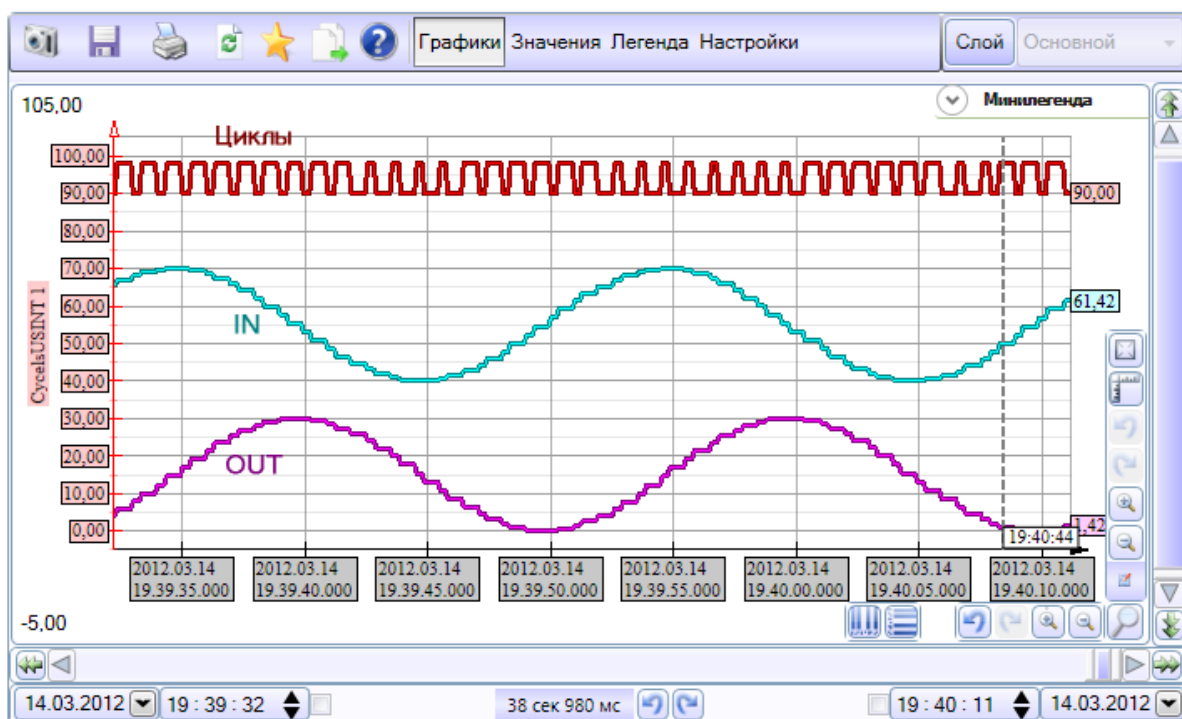 Графики Значения Легенда Настройки Слой Основной
105,00
Минилегенда
Циклы
100,00
90,00
90,00
80,00
70,00
60,00
61,42
IN
50,00
40,00
30,00
20,00
OUT
10,00
0,00
1,42
CycelsUSINT 1
19:40:44
2012.03.14 2012.03.14 2012.03.14 2012.03.14 2012.03.14 2012.03.14 2012.03.14 2012.03.14
19.39.35.000 19.39.40.000 19.39.45.000 19.39.50.000 19.39.55.000 19.40.00.000 19.40.05.000 19.40.10.000
-5,00
14.03.2012 19 : 39 : 32 38 сек 980 мс 19 : 40 : 11 14.03.2012